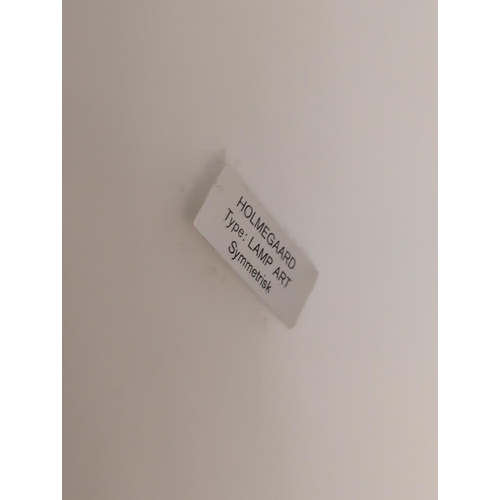 HOLMEGAARD
Type: LAMP ART
Symmetrisk